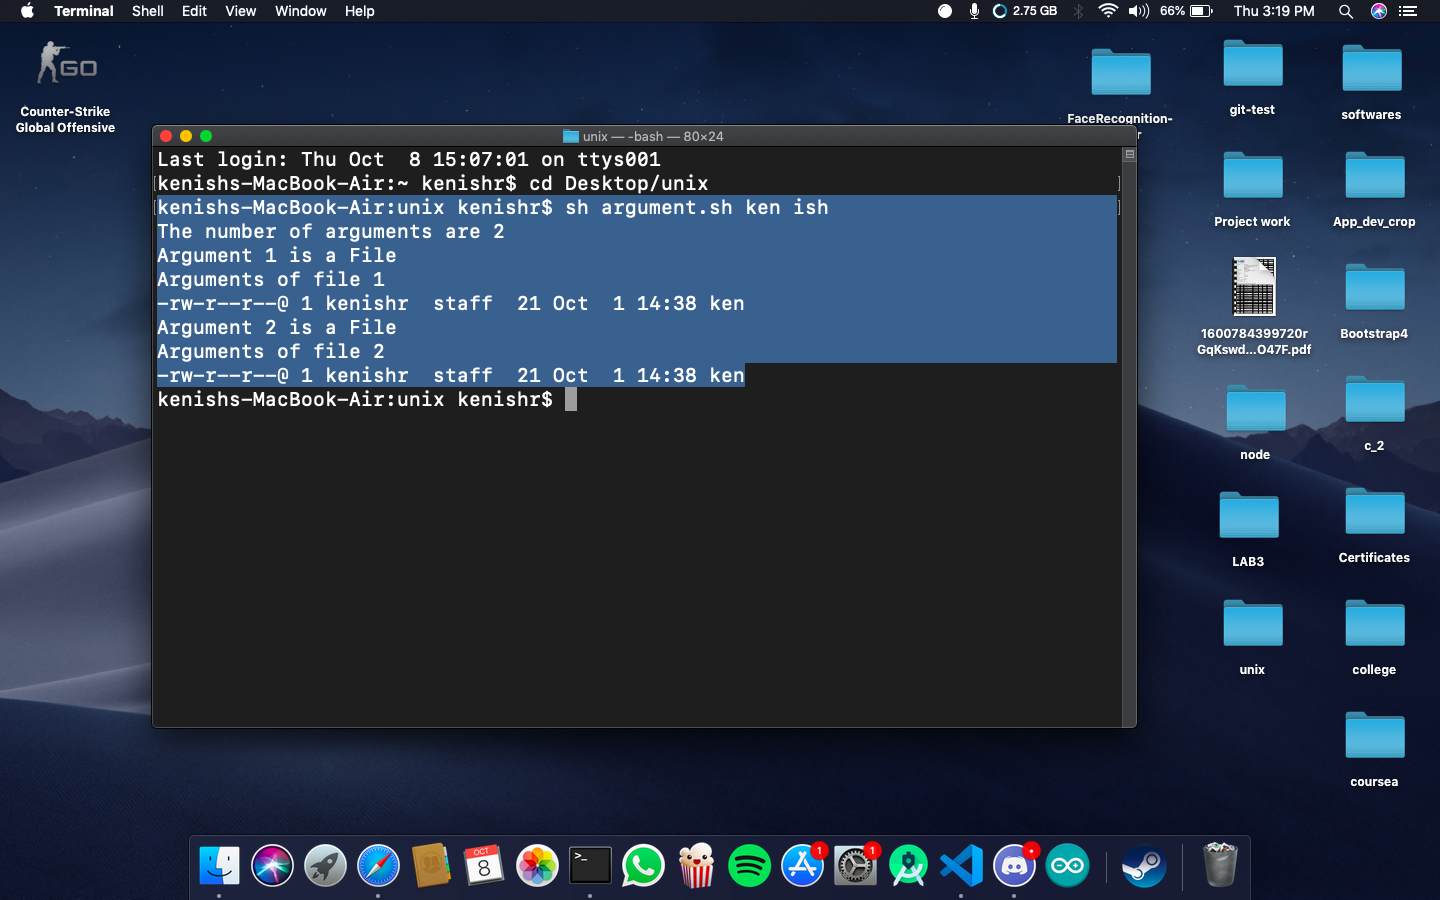 Terminal Shell Edit View Window Help 2.75 GB 66% Thu 3:19 PM
GO
Counter-Strike
Global Offensive
FaceRecognition-
r
git-test
softwares
Project work
App_dev_crop
1600784399720r
GqKswd...O47F.pdf
Bootstrap4
node
c_2
LAB3
Certificates
unix
college
coursea
unix — -bash — 80×24
Last login: Thu Oct  8 15:07:01 on ttys001
[kenishs-MacBook-Air:~ kenishr$ cd Desktop/unix ]
[kenishs-MacBook-Air:unix kenishr$ sh argument.sh ken ish ]
The number of arguments are 2
Argument 1 is a File
Arguments of file 1
-rw-r--r--@ 1 kenishr  staff  21 Oct  1 14:38 ken
Argument 2 is a File
Arguments of file 2
-rw-r--r--@ 1 kenishr  staff  21 Oct  1 14:38 ken
kenishs-MacBook-Air:unix kenishr$
OCT
8
>_
1
1